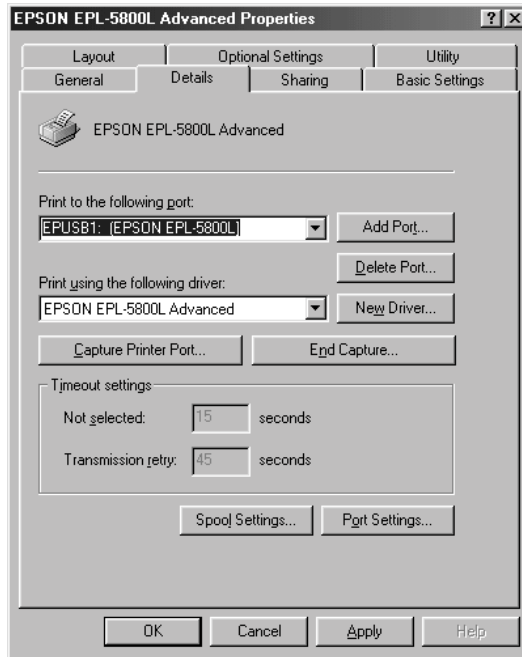 EPSON EPL-5800L Advanced Properties
Layout Optional Settings Utility
General Details Sharing Basic Settings
EPSON EPL-5800L Advanced
Print to the following port:
EPUSB1: (EPSON EPL-5800L) Add Port...
Delete Port...
Print using the following driver:
EPSON EPL-5800L Advanced New Driver...
Capture Printer Port... End Capture...
Timeout settings
Not selected: 15 seconds
Transmission retry: 45 seconds
Spool Settings... Port Settings...
OK Cancel Apply Help